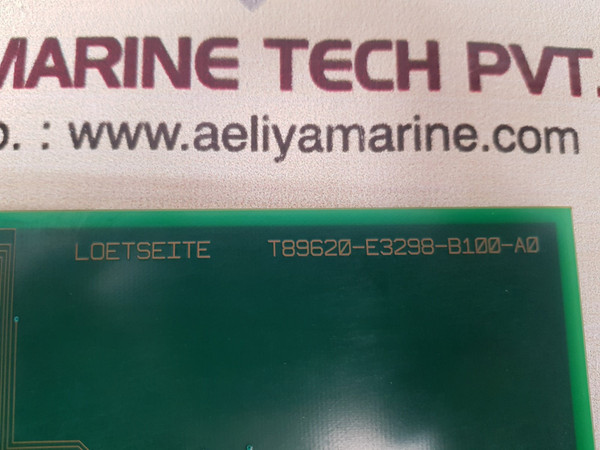 MARINE TECH PVT.
o. : www.aeliyamarine.com
LOETSEITE T89620-E3298-B100-A0